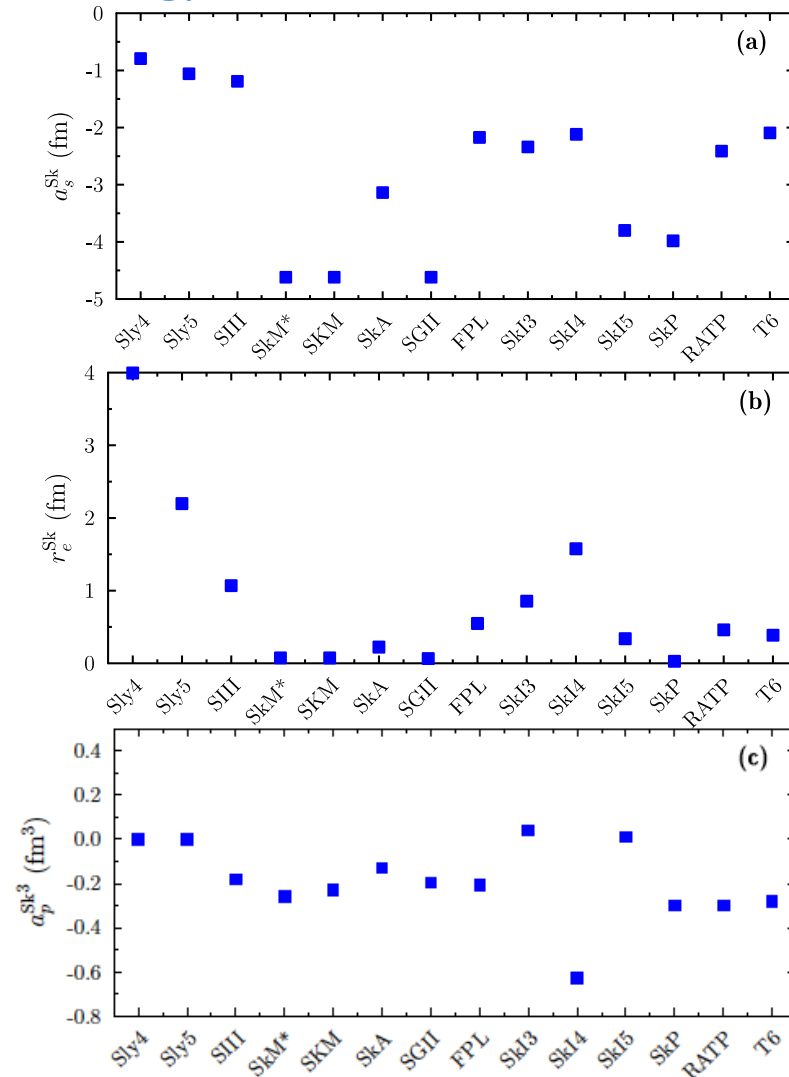 (a)
0
-1
-2
-3
-4
-5
a_s^Sk (fm)
Sly4 Sly5 SIII SkM* SKM SkA SGII FPL SkI3 SkI4 SkI5 SkP RATP T6
(b)
4
3
2
1
0
r_e^Sk (fm)
Sly4 Sly5 SIII SkM* SKM SkA SGII FPL SkI3 SkI4 SkI5 SkP RATP T6
(c)
0.4
0.2
0.0
-0.2
-0.4
-0.6
-0.8
a_p^Sk³ (fm³)
Sly4 Sly5 SIII SkM* SKM SkA SGII FPL SkI3 SkI4 SkI5 SkP RATP T6